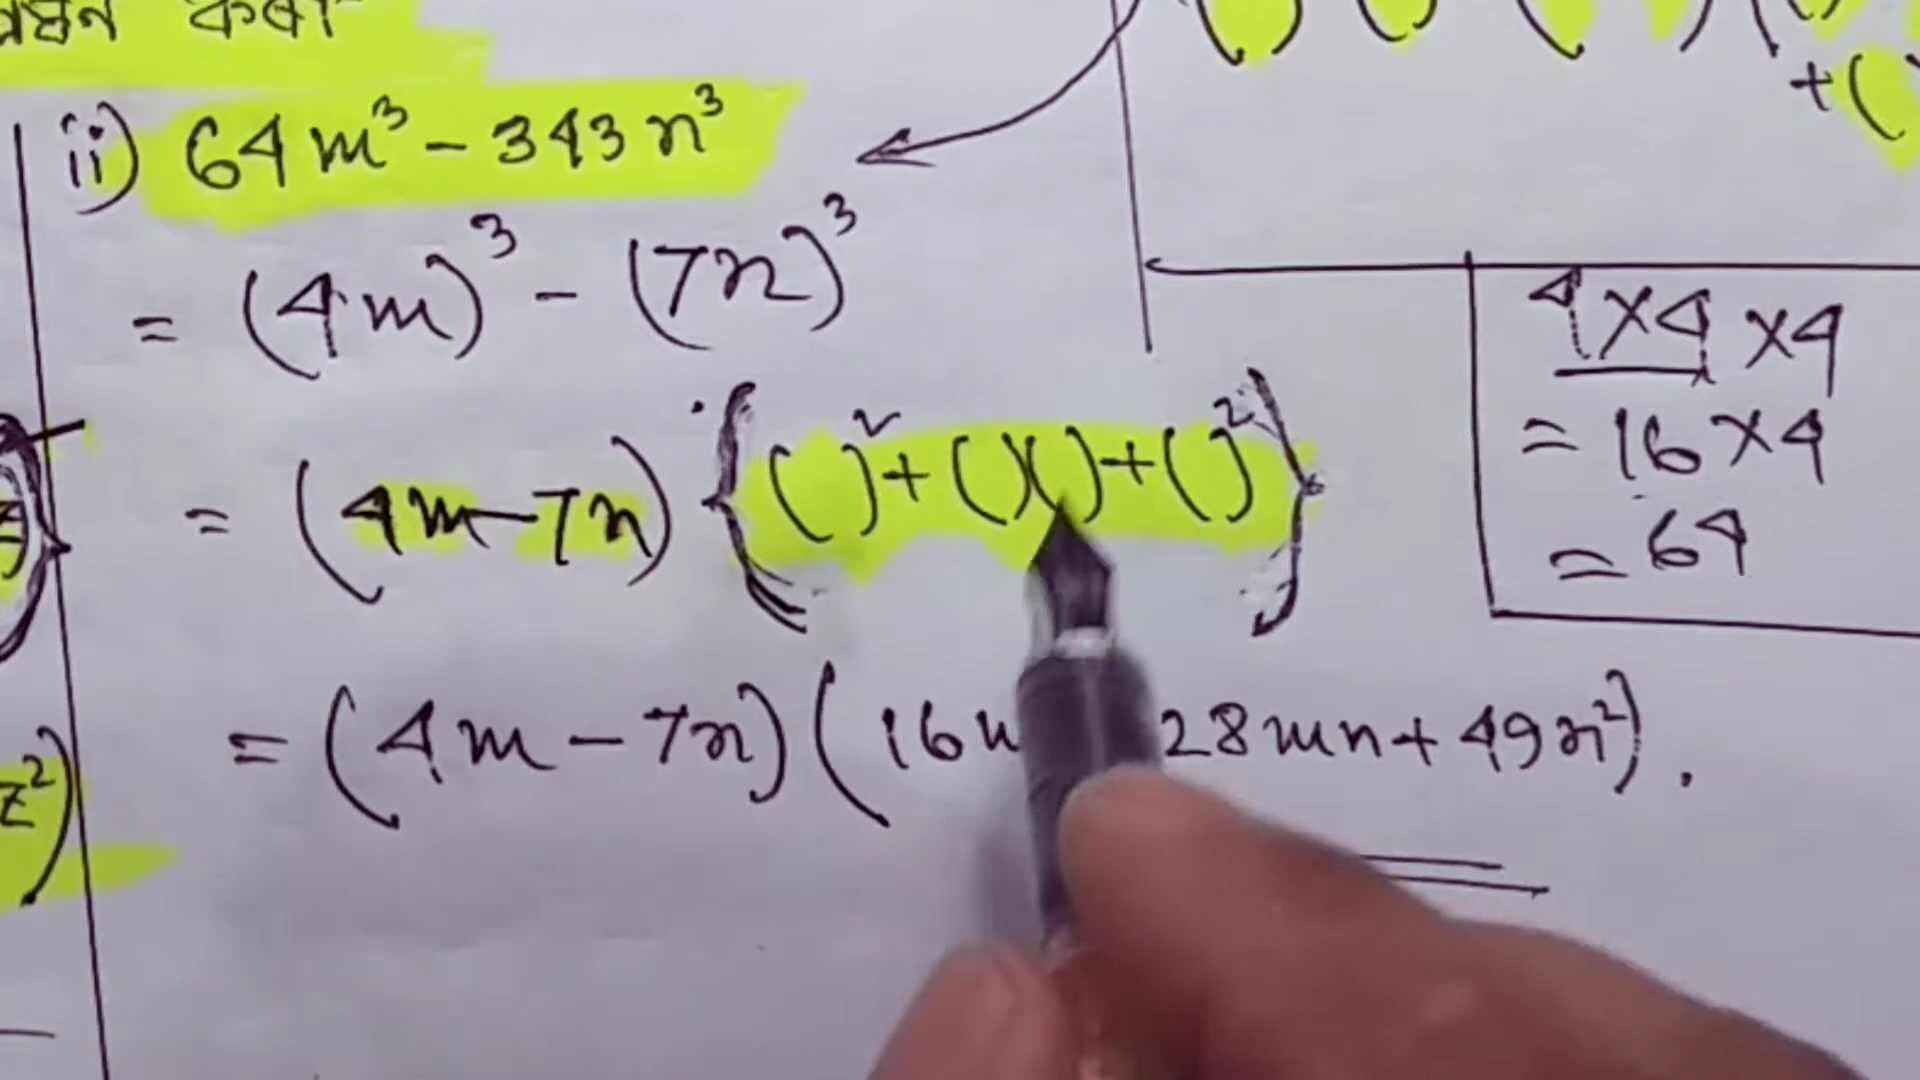 ii) 64m³ - 343n³
= (4m)³ - (7n)³
= (4m-7n) {( )²+( )( )+( )²}
= (4m-7n)(16m 28mn+49n²).
4×4×4
= 16×4
= 64
z²)
( ) ( ) ( ) ( )
+( )